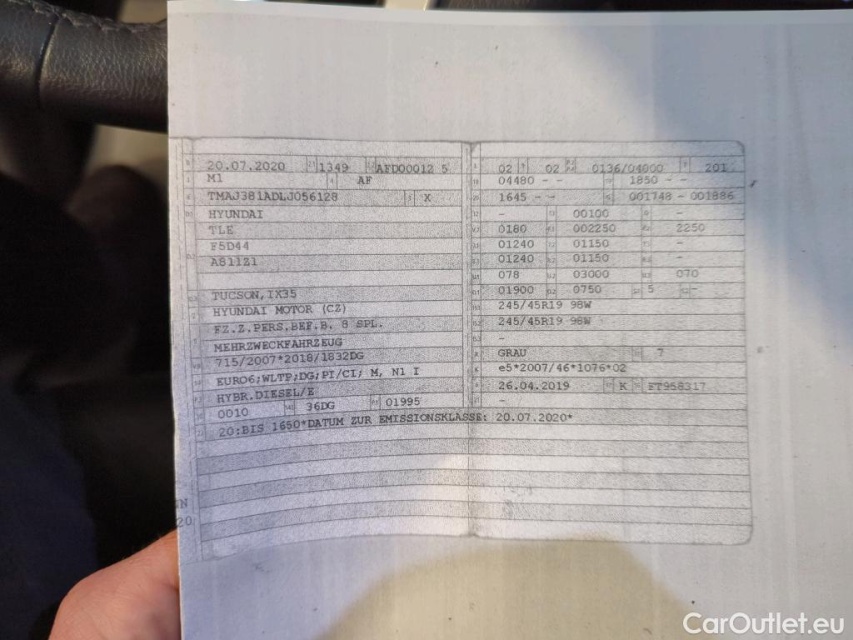 20.07.2020 1349 AFD00012 5
M1 AF
TMAJ381ADLJ056128 X
HYUNDAI
TLE
F5D44
A811Z1
TUCSON,IX35
HYUNDAI MOTOR (CZ)
FZ.Z.PERS.BEF.B. 8 SPL.
MEHRZWECKFAHRZEUG
715/2007*2018/1832DG
EURO6;WLTP;DG;PI/CI; M, N1 I
HYBR.DIESEL/E
0010 36DG 01995
20:BIS 1650*DATUM ZUR EMISSIONSKLASSE: 20.07.2020*
02 02 0136/04000 201
04480 - - 1850 - -
1645 - - 001748 - 001886
- 00100 -
0180 002250 2250
01240 01150 -
01240 01150 -
078 03000 070
01900 0750 5 -
245/45R19 98W
245/45R19 98W
-
GRAU 7
e5*2007/46*1076*02
26.04.2019 K ET958317
-
N
20
CarOutlet.eu